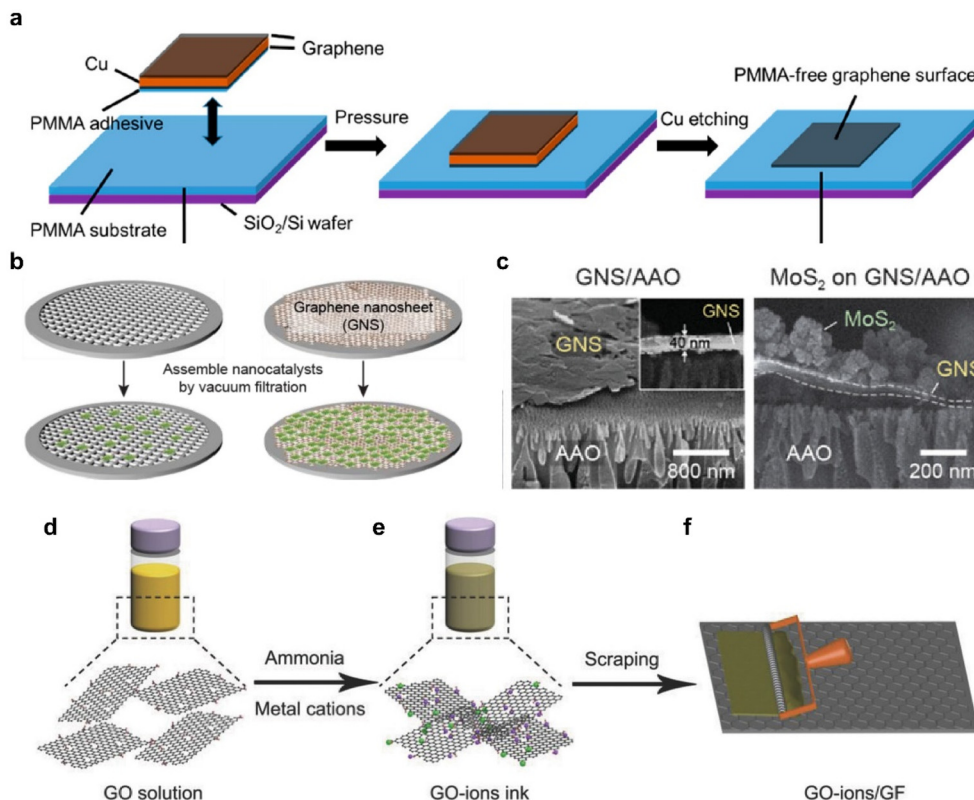 a
Graphene
Cu
PMMA adhesive
Pressure
Cu etching
PMMA-free graphene surface
PMMA substrate
SiO₂/Si wafer
b
Graphene nanosheet
(GNS)
Assemble nanocatalysts
by vacuum filtration
c
GNS/AAO
MoS₂ on GNS/AAO
GNS
GNS
40 nm
AAO
800 nm
MoS₂
GNS
AAO
200 nm
d
e
f
Ammonia
Metal cations
Scraping
GO solution
GO-ions ink
GO-ions/GF